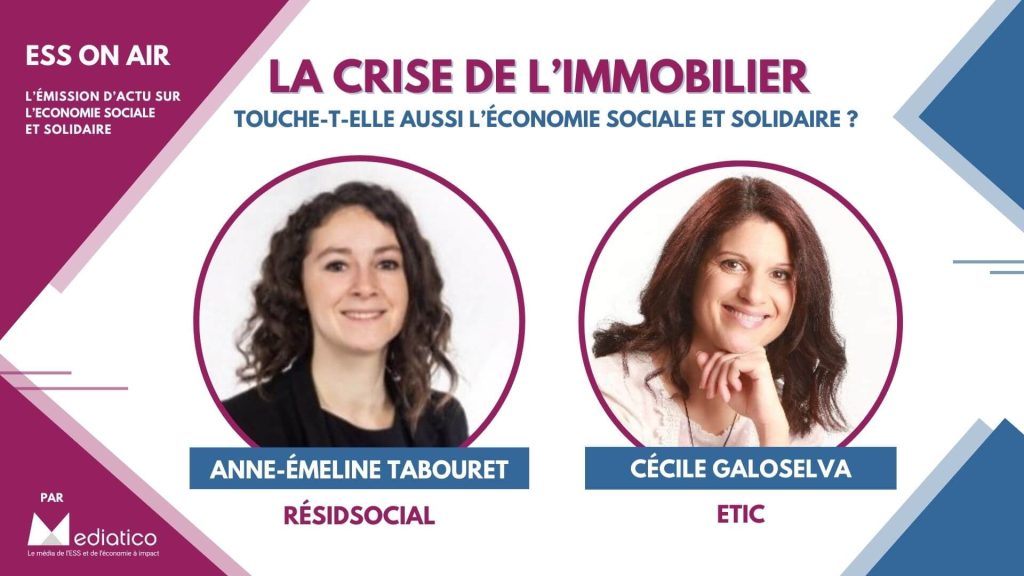 ESS ON AIR
L'ÉMISSION D'ACTU SUR
L'ECONOMIE SOCIALE
ET SOLIDAIRE
LA CRISE DE L'IMMOBILIER
TOUCHE-T-ELLE AUSSI L'ÉCONOMIE SOCIALE ET SOLIDAIRE ?
ANNE-ÉMELINE TABOURET
RÉSIDSOCIAL
CÉCILE GALOSELVA
ETIC
PAR
Mediatico
Le média de l'ESS et de l'économie à impact